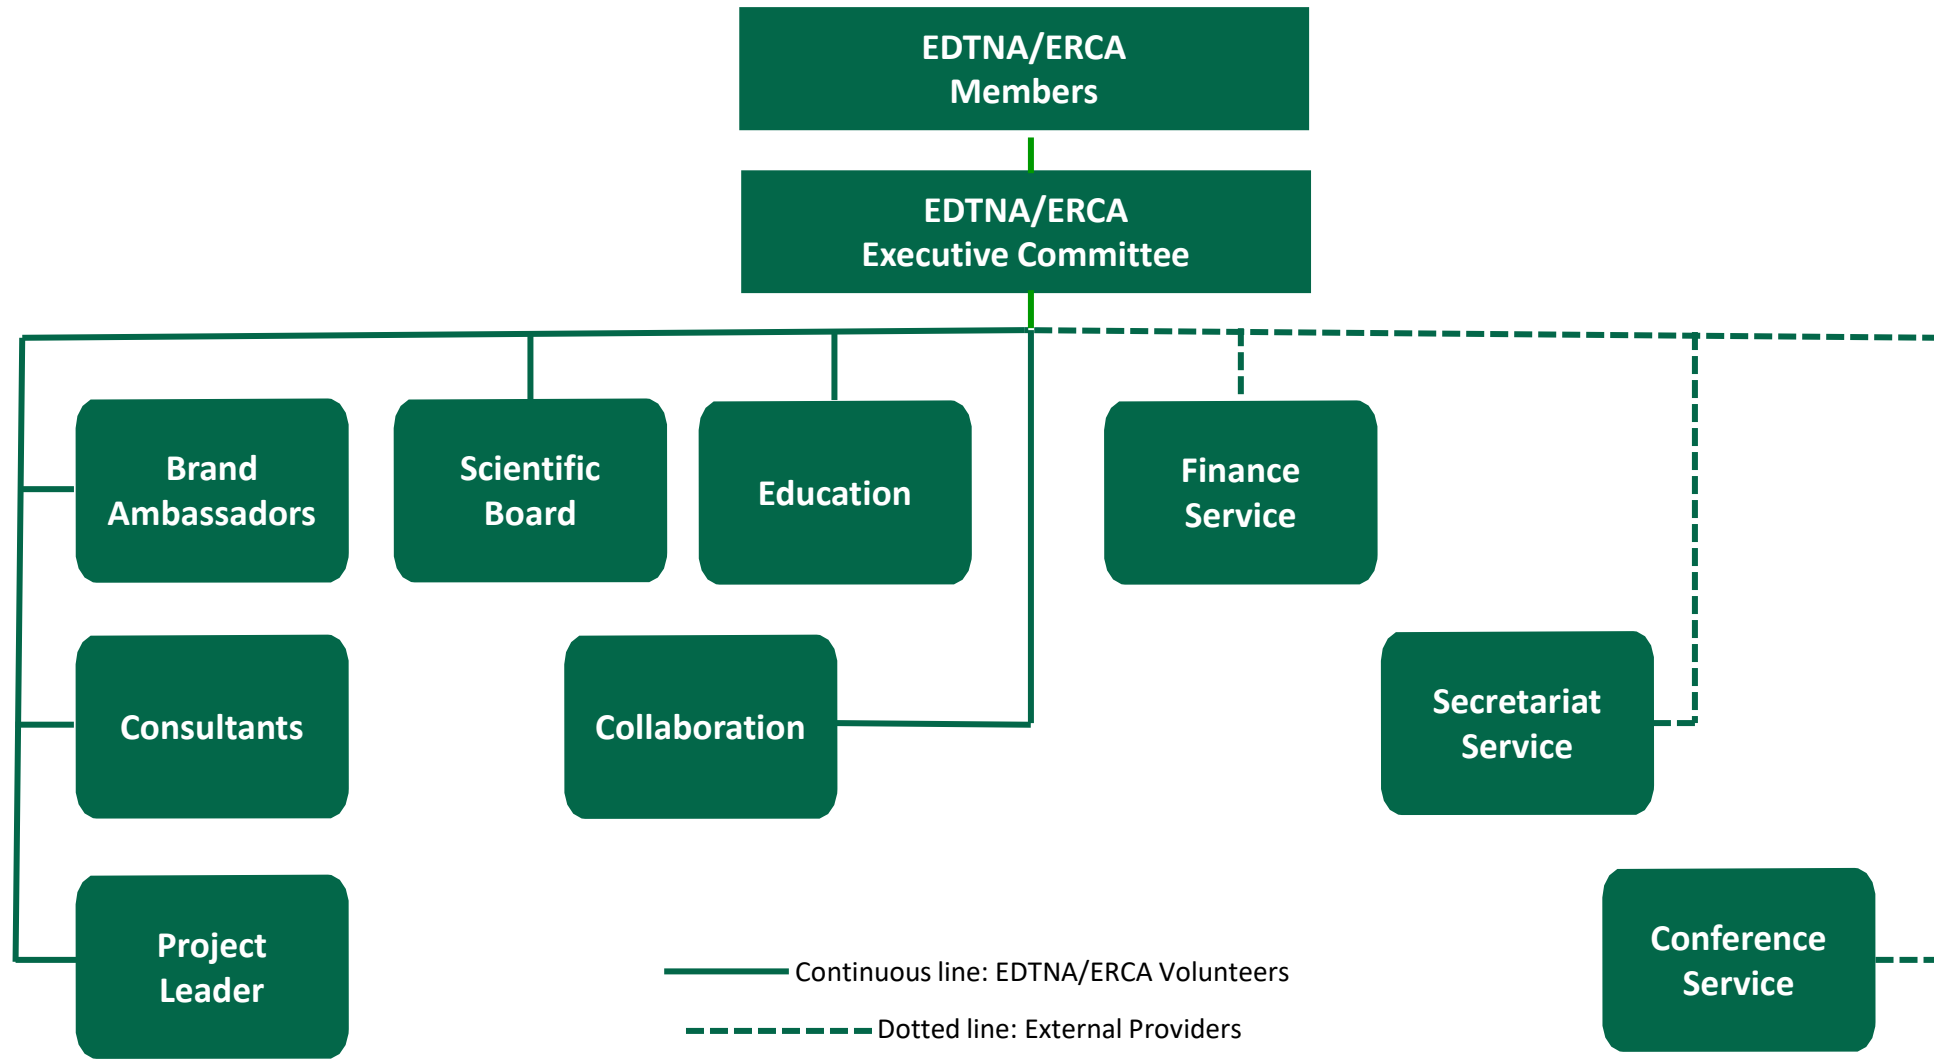 EDTNA/ERCA
Members
EDTNA/ERCA
Executive Committee
Brand
Ambassadors
Scientific
Board
Education
Finance
Service
Consultants
Collaboration
Secretariat
Service
Project
Leader
Conference
Service
Continuous line: EDTNA/ERCA Volunteers
Dotted line: External Providers